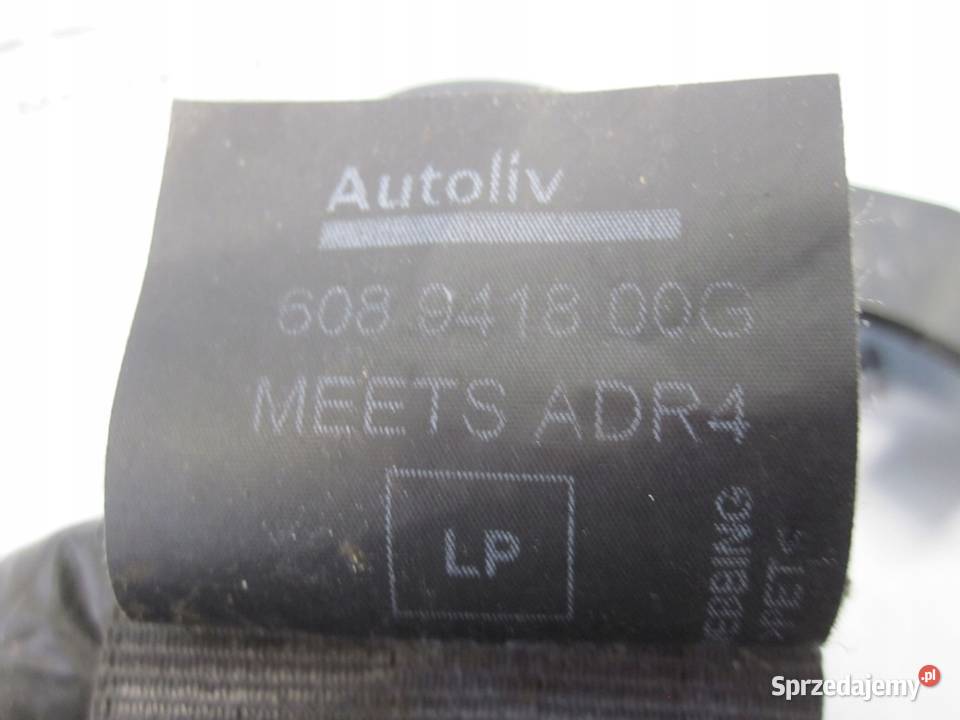 Autoliv
608 9418 00G
MEETS ADR4
LP
Sprzedajemy.pl